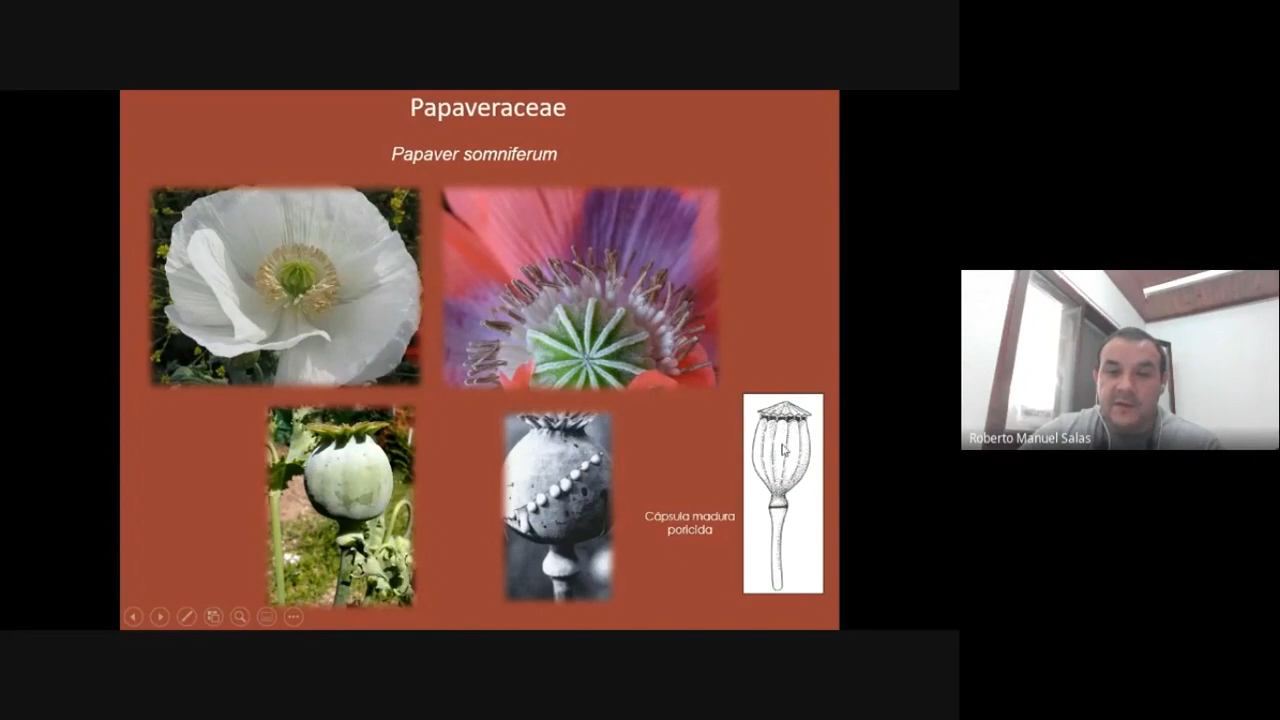 Papaveraceae
Papaver somniferum
Cápsula madura
poricida
Roberto Manuel Salas